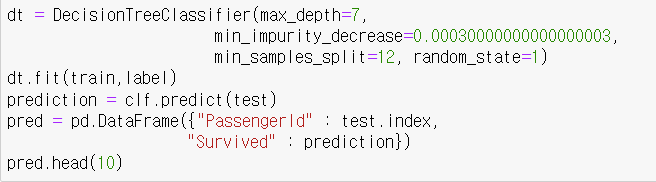 dt = DecisionTreeClassifier(max_depth=7,
min_impurity_decrease=0.00030000000000000003,
min_samples_split=12, random_state=1)
dt.fit(train,label)
prediction = clf.predict(test)
pred = pd.DataFrame({"PassengerId" : test.index,
"Survived" : prediction})
pred.head(10)